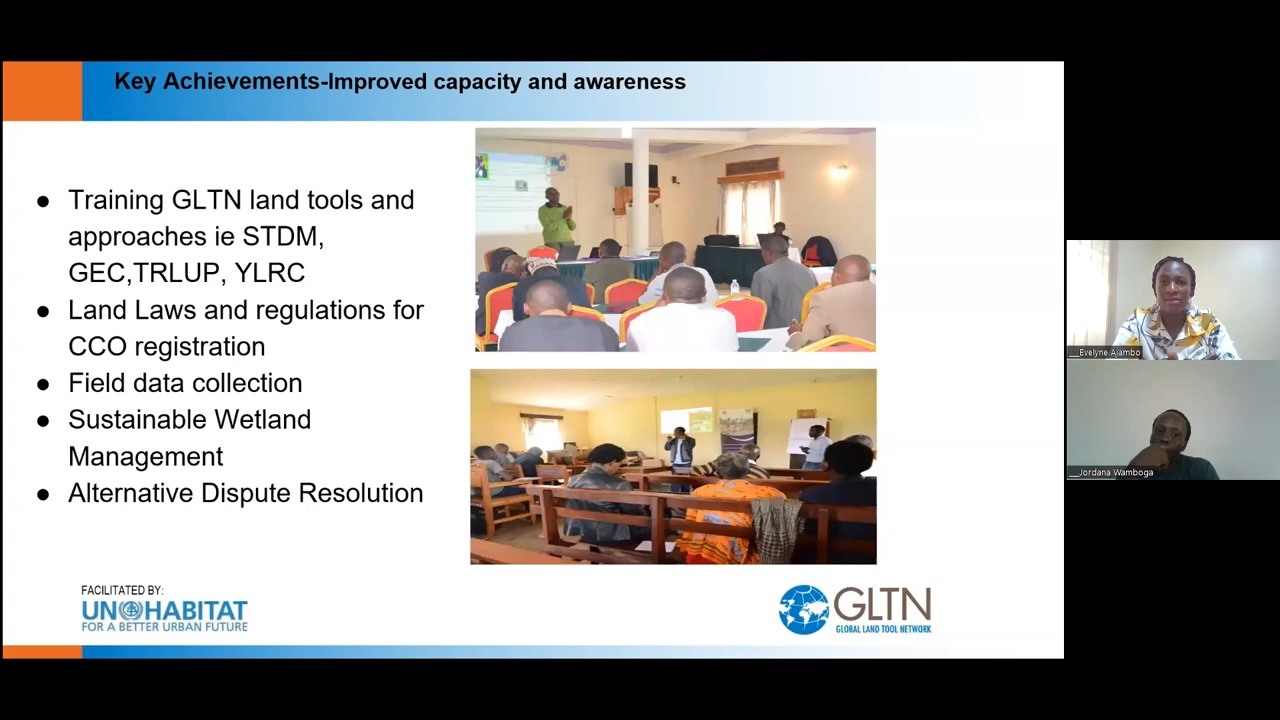 Key Achievements-Improved capacity and awareness
● Training GLTN land tools and
approaches ie STDM,
GEC,TRLUP, YLRC
● Land Laws and regulations for
CCO registration
● Field data collection
● Sustainable Wetland
Management
● Alternative Dispute Resolution
FACILITATED BY:
UN HABITAT
FOR A BETTER URBAN FUTURE
GLTN
GLOBAL LAND TOOL NETWORK
__Evelyne Ajambo
__Jordana Wamboga